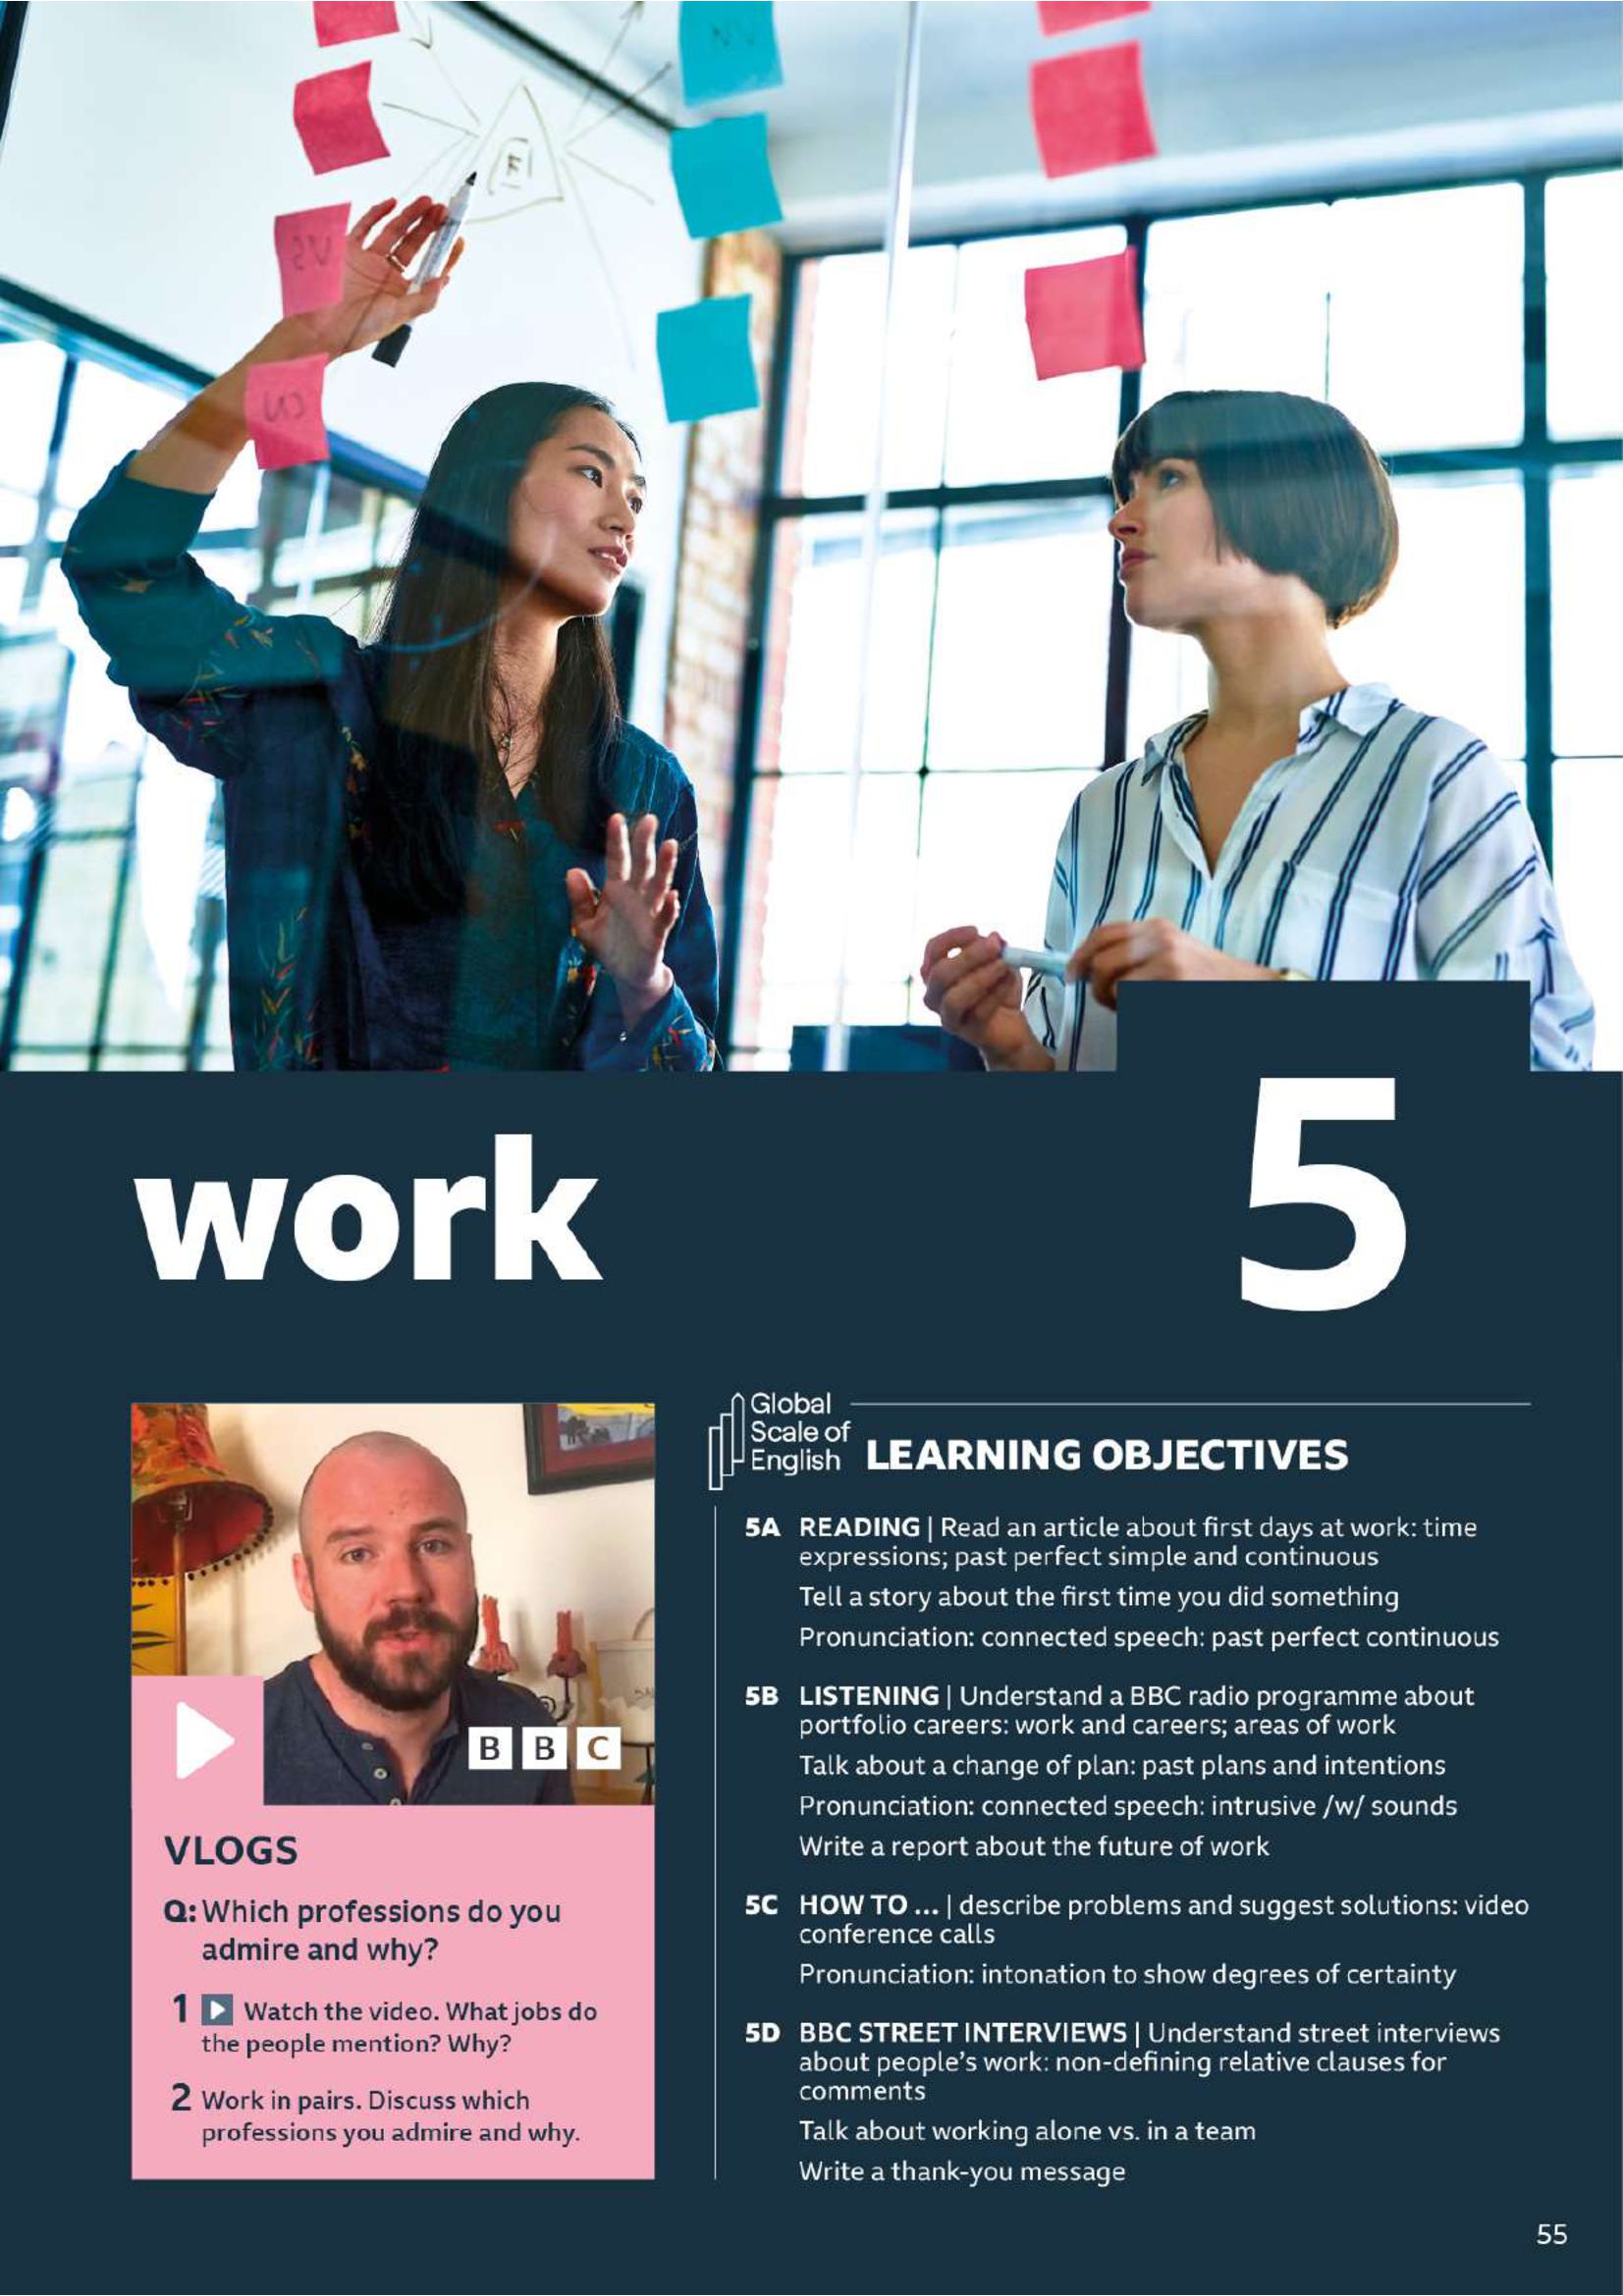 F
work
5
BBC
VLOGS
Q: Which professions do you
admire and why?
1 Watch the video. What jobs do
the people mention? Why?
2 Work in pairs. Discuss which
professions you admire and why.
Global
Scale of
English
LEARNING OBJECTIVES
5A READING | Read an article about first days at work: time
expressions; past perfect simple and continuous
Tell a story about the first time you did something
Pronunciation: connected speech: past perfect continuous
5B LISTENING | Understand a BBC radio programme about
portfolio careers: work and careers; areas of work
Talk about a change of plan: past plans and intentions
Pronunciation: connected speech: intrusive /w/ sounds
Write a report about the future of work
5C HOW TO ... | describe problems and suggest solutions: video
conference calls
Pronunciation: intonation to show degrees of certainty
5D BBC STREET INTERVIEWS | Understand street interviews
about people's work: non-defining relative clauses for
comments
Talk about working alone vs. in a team
Write a thank-you message
55